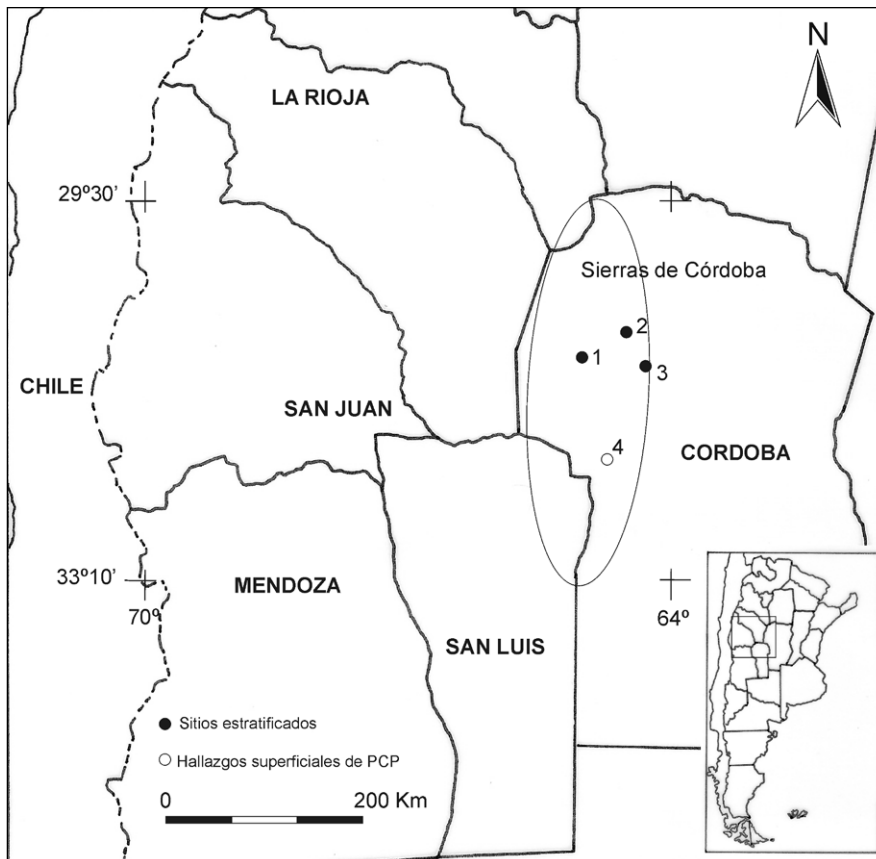 N
LA RIOJA
29º30'
Sierras de Córdoba
2
1
3
CHILE
SAN JUAN
4
CORDOBA
33º10'
70º
64º
MENDOZA
SAN LUIS
Sitios estratificados
Hallazgos superficiales de PCP
0 200 Km